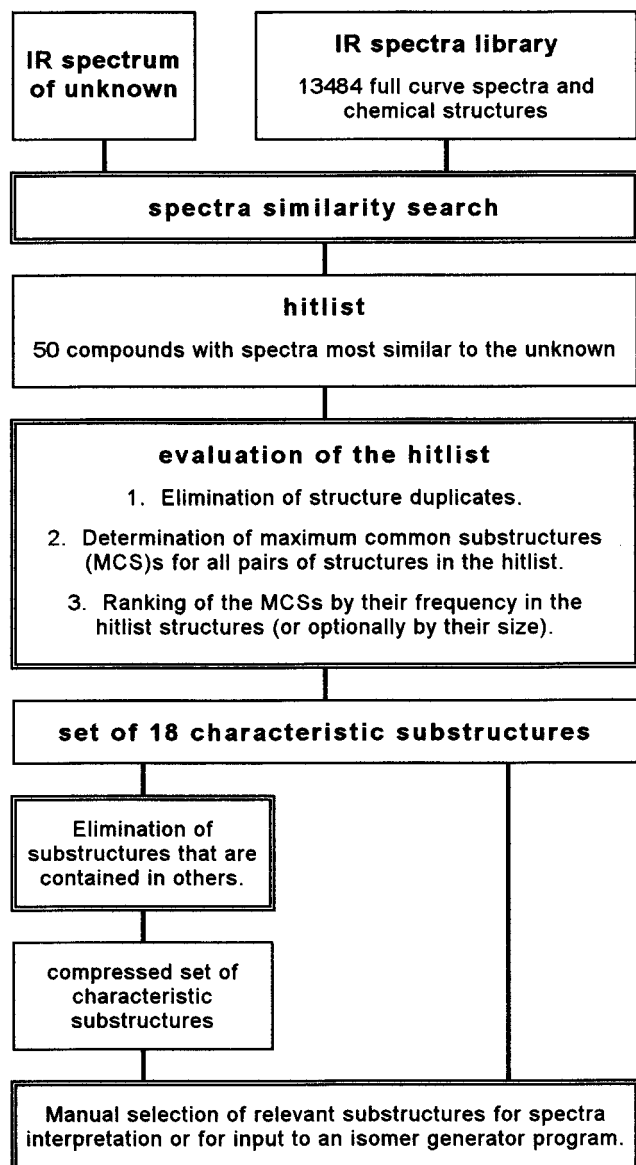 IR spectrum
of unknown
IR spectra library
13484 full curve spectra and
chemical structures
spectra similarity search
hitlist
50 compounds with spectra most similar to the unknown
evaluation of the hitlist
1. Elimination of structure duplicates.
2. Determination of maximum common substructures
(MCS)s for all pairs of structures in the hitlist.
3. Ranking of the MCSs by their frequency in the
hitlist structures (or optionally by their size).
set of 18 characteristic substructures
Elimination of
substructures that are
contained in others.
compressed set of
characteristic
substructures
Manual selection of relevant substructures for spectra
interpretation or for input to an isomer generator program.